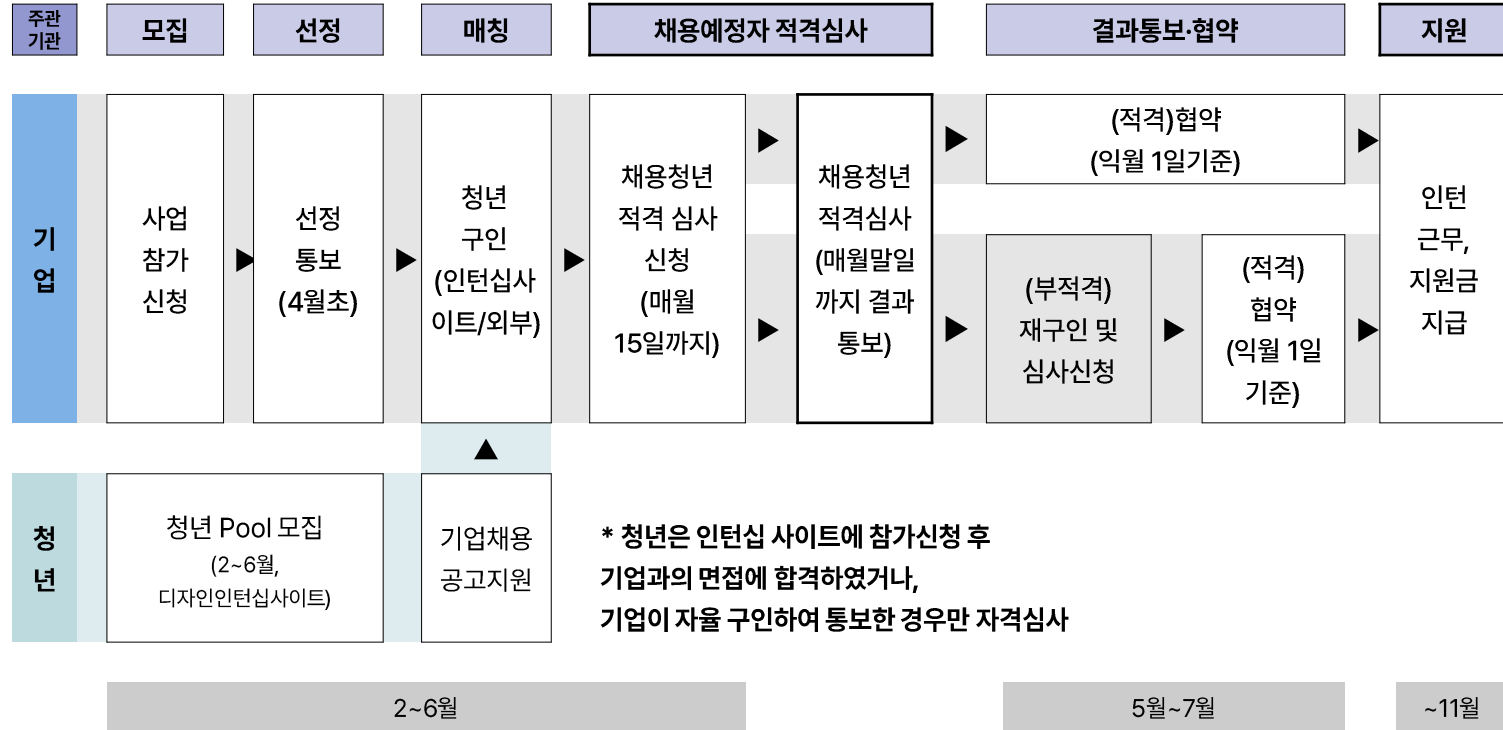 주관
기관
모집
선정
매칭
채용예정자 적격심사
결과통보·협약
지원
기
업
사업
참가
신청
▶
선정
통보
(4월초)
▶
청년
구인
(인턴십사
이트/외부)
▶
채용청년
적격 심사
신청
(매월
15일까지)
▶
▶
채용청년
적격심사
(매월말일
까지 결과
통보)
▶
(적격)협약
(익월 1일기준)
▶
▶
(부적격)
재구인 및
심사신청
▶
(적격)
협약
(익월 1일
기준)
▶
인턴
근무,
지원금
지급
▲
청
년
청년 Pool 모집
(2~6월,
디자인인턴십사이트)
기업채용
공고지원
* 청년은 인턴십 사이트에 참가신청 후
기업과의 면접에 합격하였거나,
기업이 자율 구인하여 통보한 경우만 자격심사
2~6월
5월~7월
~11월